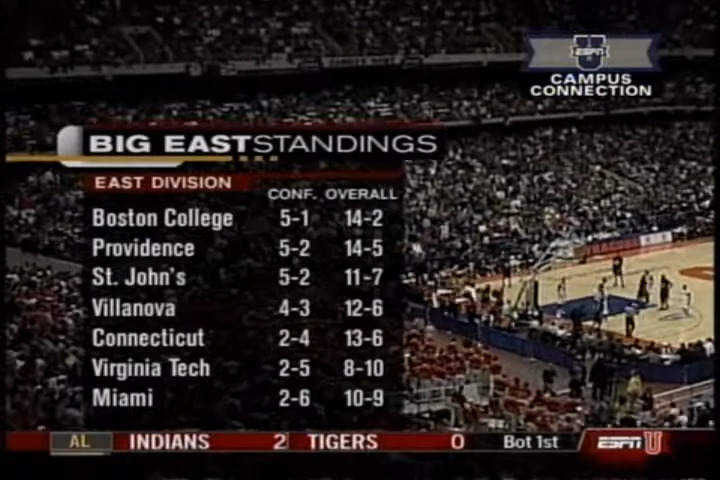 ESPN U
CAMPUS
CONNECTION
BIG EAST STANDINGS
EAST DIVISION CONF. OVERALL
Boston College 5-1 14-2
Providence 5-2 14-5
St. John's 5-2 11-7
Villanova 4-3 12-6
Connecticut 2-4 13-6
Virginia Tech 2-5 8-10
Miami 2-6 10-9
AL INDIANS 2 TIGERS 0 Bot 1st ESPN U